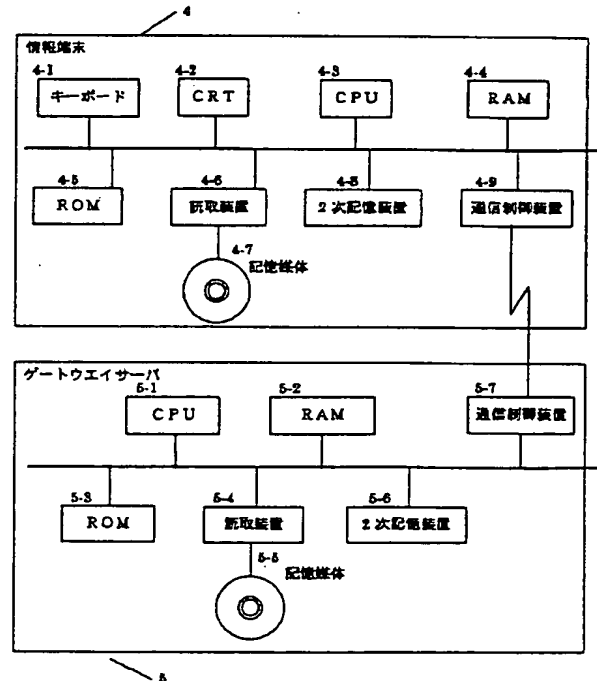 4
情報端末
4-1
4-2
4-3
4-4
キーボード
CRT
CPU
RAM
4-5
4-6
4-8
4-9
ROM
読取装置
2次記憶装置
通信制御装置
4-7
記憶媒体
ゲートウエイサーバ
5-1
5-2
5-7
CPU
RAM
通信制御装置
5-3
5-4
5-6
ROM
読取装置
2次記憶装置
5-5
記憶媒体
5